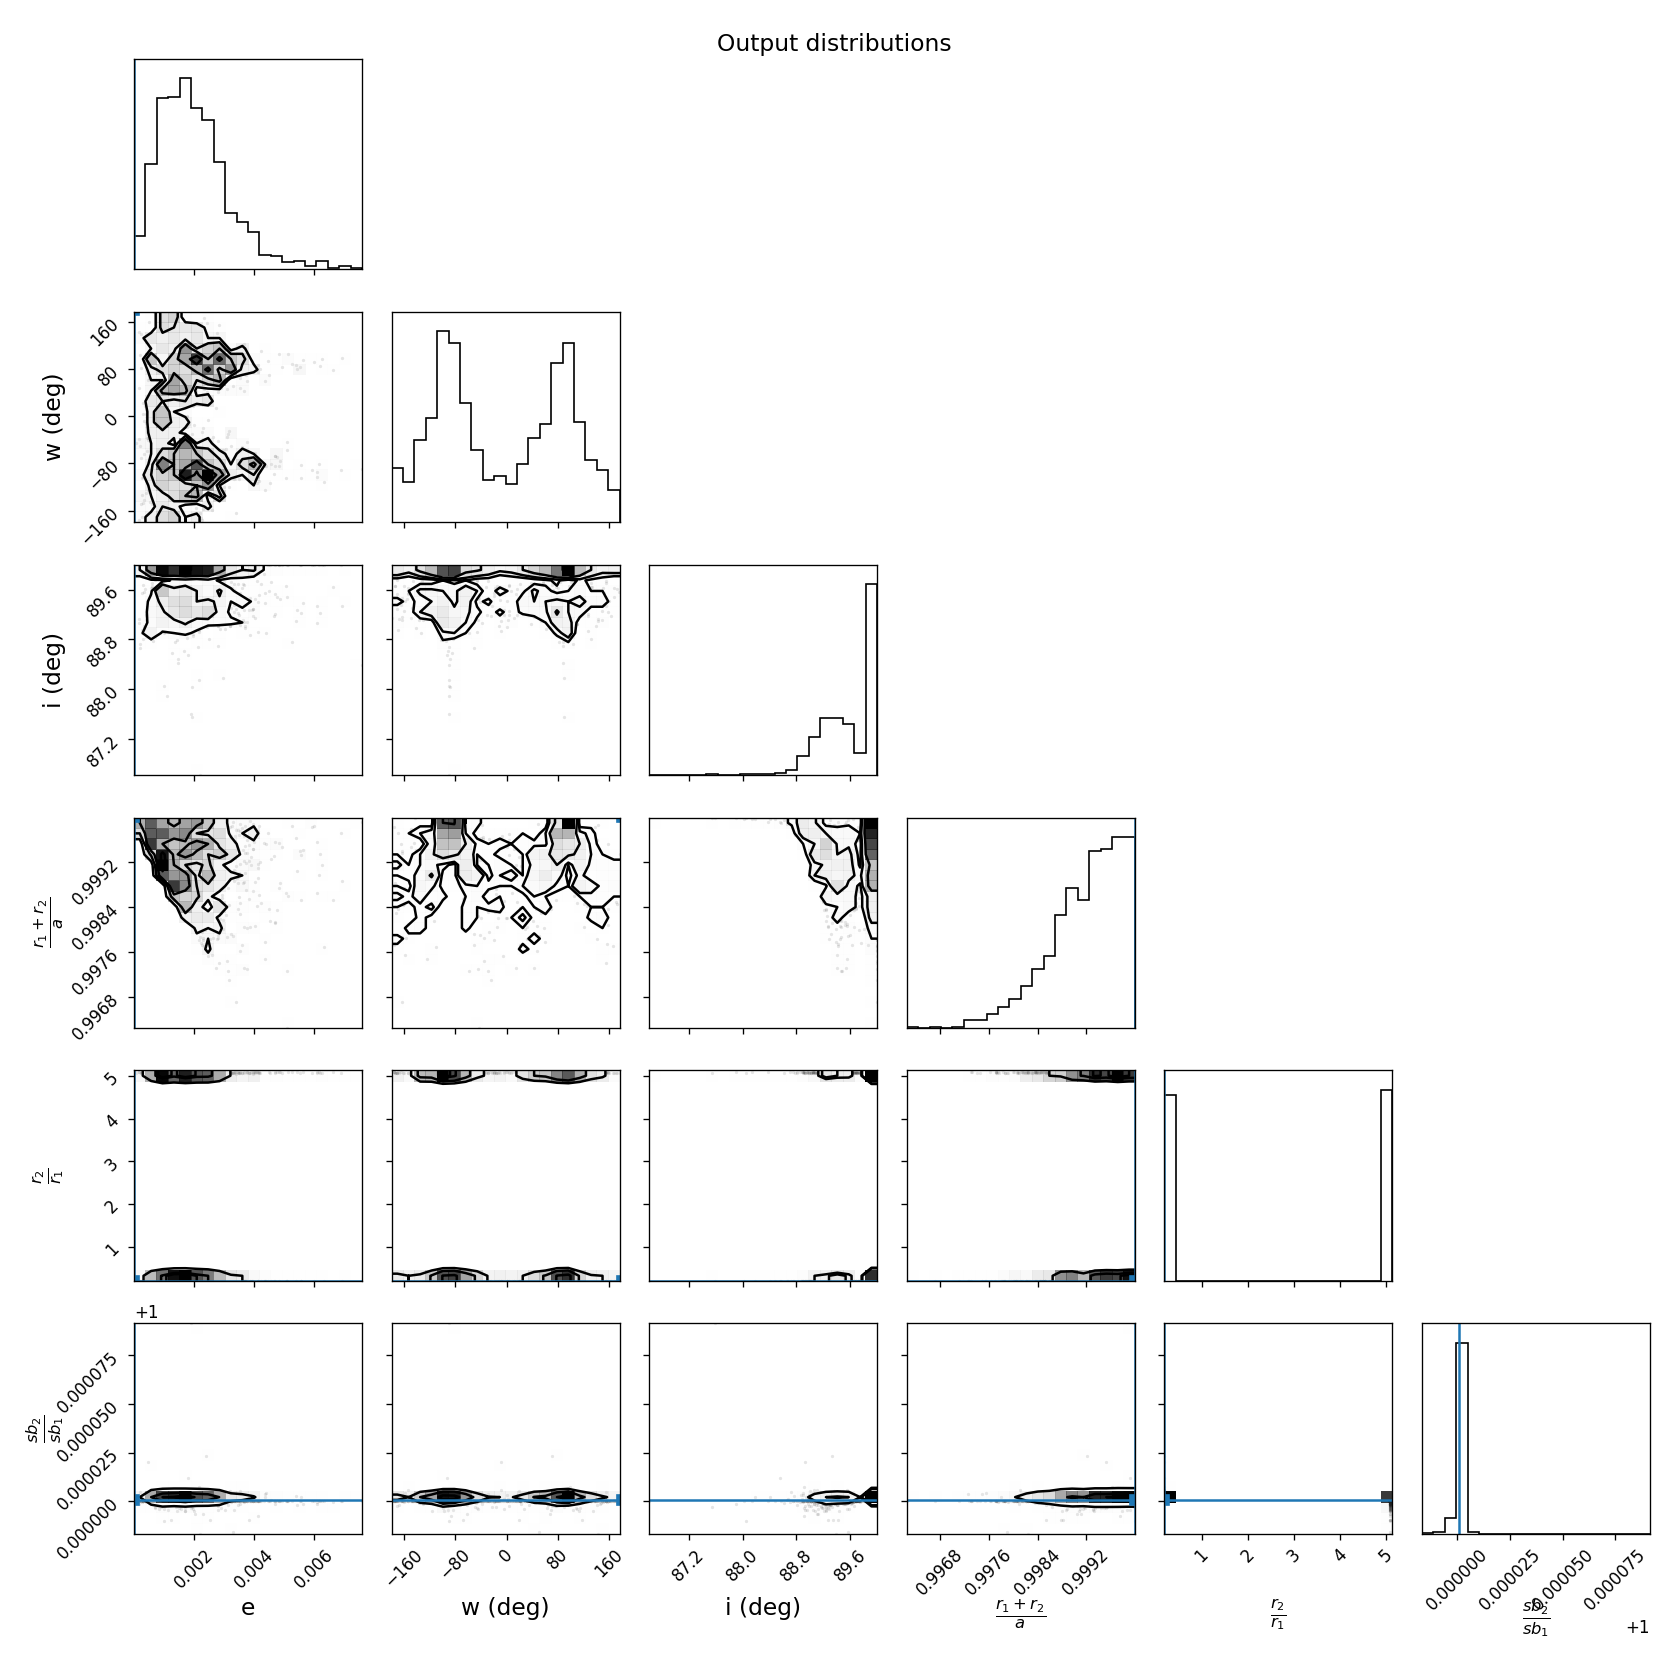 Output distributions
w (deg)
160
80
0
−80
−160
i (deg)
89.6
88.8
88.0
87.2
r1 + r2
a
0.9992
0.9984
0.9976
0.9968
r2
r1
5
4
3
2
1
+1
sb2
sb1
0.000075
0.000050
0.000025
0.000000
0.002 0.004 0.006
−160 −80 0 80 160
87.2 88.0 88.8 89.6
0.9968 0.9976 0.9984 0.9992
1 2 3 4 5
0.000000 0.000025 0.000050 0.000075
e
w (deg)
i (deg)
r1 + r2
a
r2
r1
sb2
sb1
+1